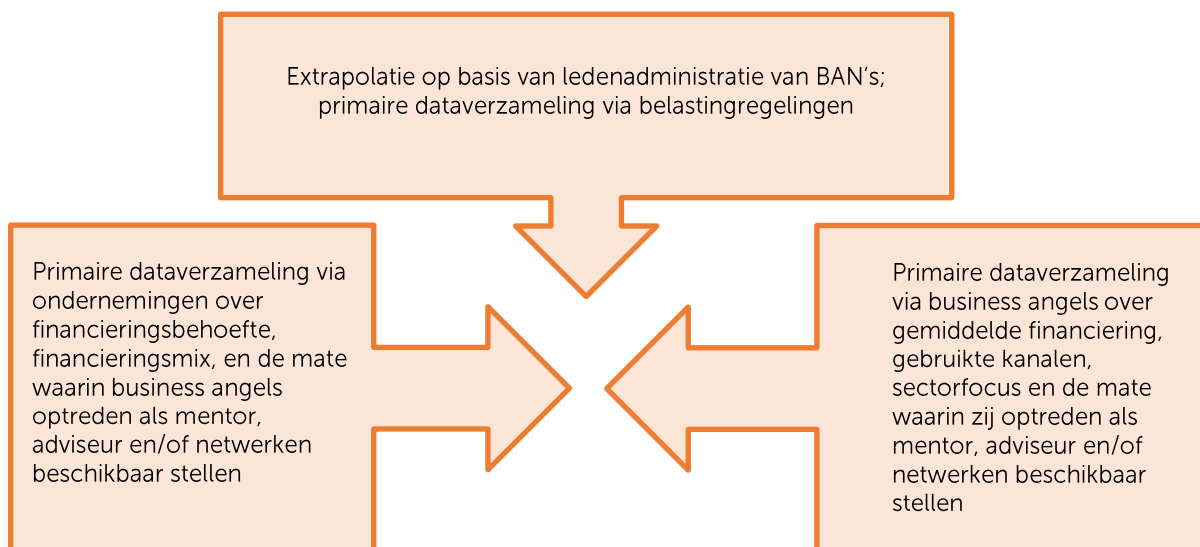 Extrapolatie op basis van ledenadministratie van BAN's;
primaire dataverzameling via belastingregelingen
Primaire dataverzameling via
ondernemingen over
financieringsbehoefte,
financieringsmix, en de mate
waarin business angels
optreden als mentor,
adviseur en/of netwerken
beschikbaar stellen
Primaire dataverzameling
via business angels over
gemiddelde financiering,
gebruikte kanalen,
sectorfocus en de mate
waarin zij optreden als
mentor, adviseur en/of
netwerken beschikbaar
stellen